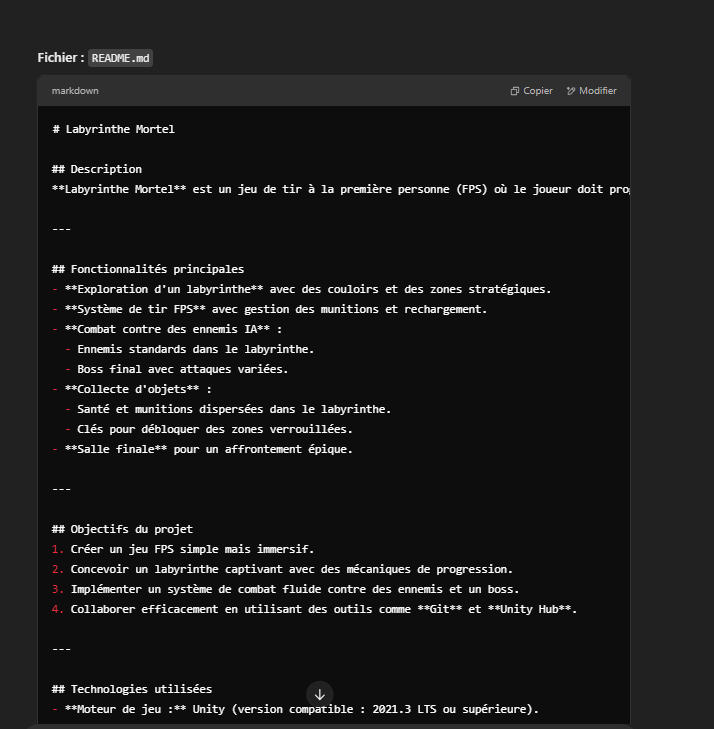 Fichier : README.md
markdown
Copier
Modifier
# Labyrinthe Mortel
## Description
**Labyrinthe Mortel** est un jeu de tir à la première personne (FPS) où le joueur doit
---
## Fonctionnalités principales
- **Exploration d'un labyrinthe** avec des couloirs et des zones stratégiques.
- **Système de tir FPS** avec gestion des munitions et rechargement.
- **Combat contre des ennemis IA** :
- Ennemis standards dans le labyrinthe.
- Boss final avec attaques variées.
- **Collecte d'objets** :
- Santé et munitions dispersées dans le labyrinthe.
- Clés pour débloquer des zones verrouillées.
- **Salle finale** pour un affrontement épique.
---
## Objectifs du projet
1. Créer un jeu FPS simple mais immersif.
2. Concevoir un labyrinthe captivant avec des mécaniques de progression.
3. Implémenter un système de combat fluide contre des ennemis et un boss.
4. Collaborer efficacement en utilisant des outils comme **Git** et **Unity Hub**.
---
## Technologies utilisées
- **Moteur de jeu :** Unity (version compatible : 2021.3 LTS ou supérieure).